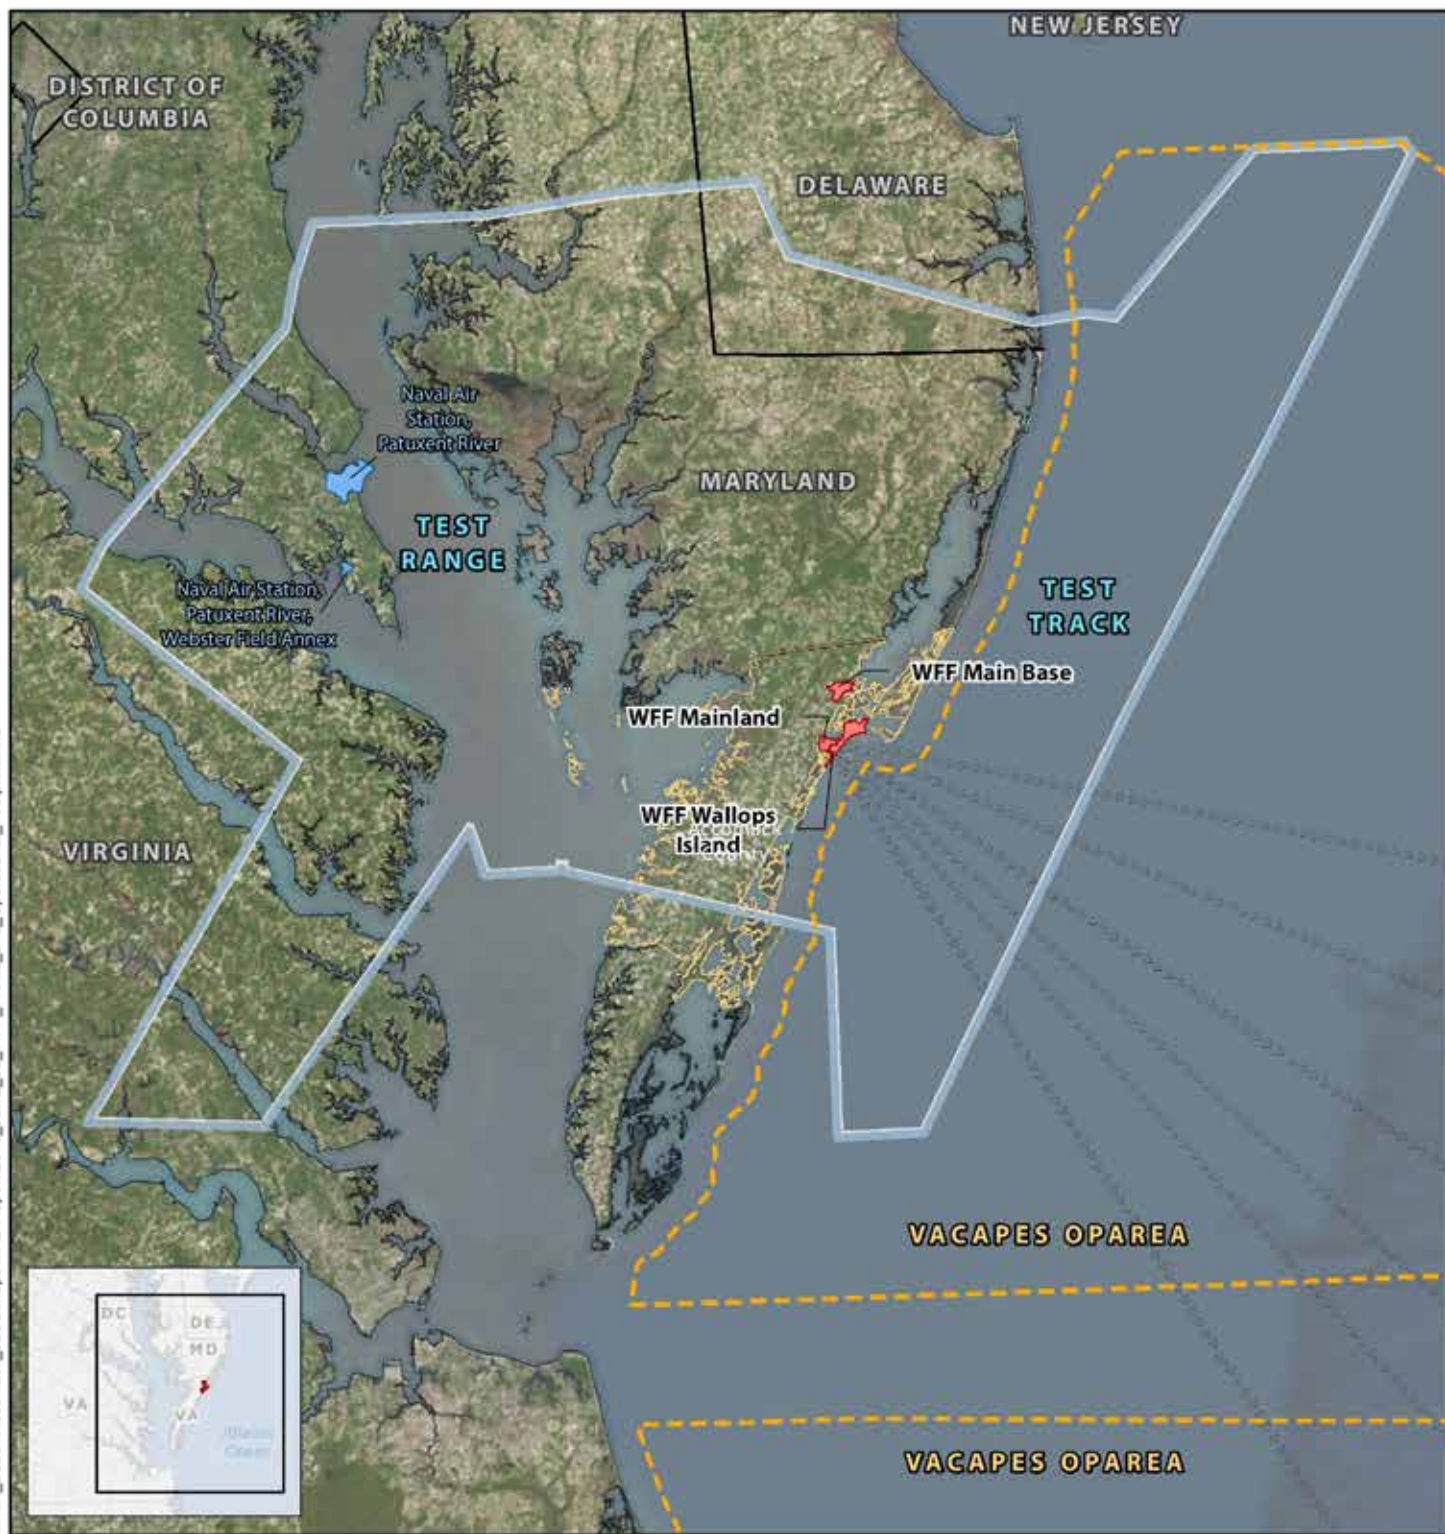 NEW JERSEY
DISTRICT OF
COLUMBIA
DELAWARE
Naval Air
Station,
Patuxent River
MARYLAND
TEST
RANGE
Naval Air Station,
Patuxent River,
Webster Field Annex
TEST
TRACK
WFF Main Base
WFF Mainland
WFF Wallops
Island
VIRGINIA
VACAPES OPAREA
VACAPES OPAREA
DC
DE
MD
VA
VA
Ocean